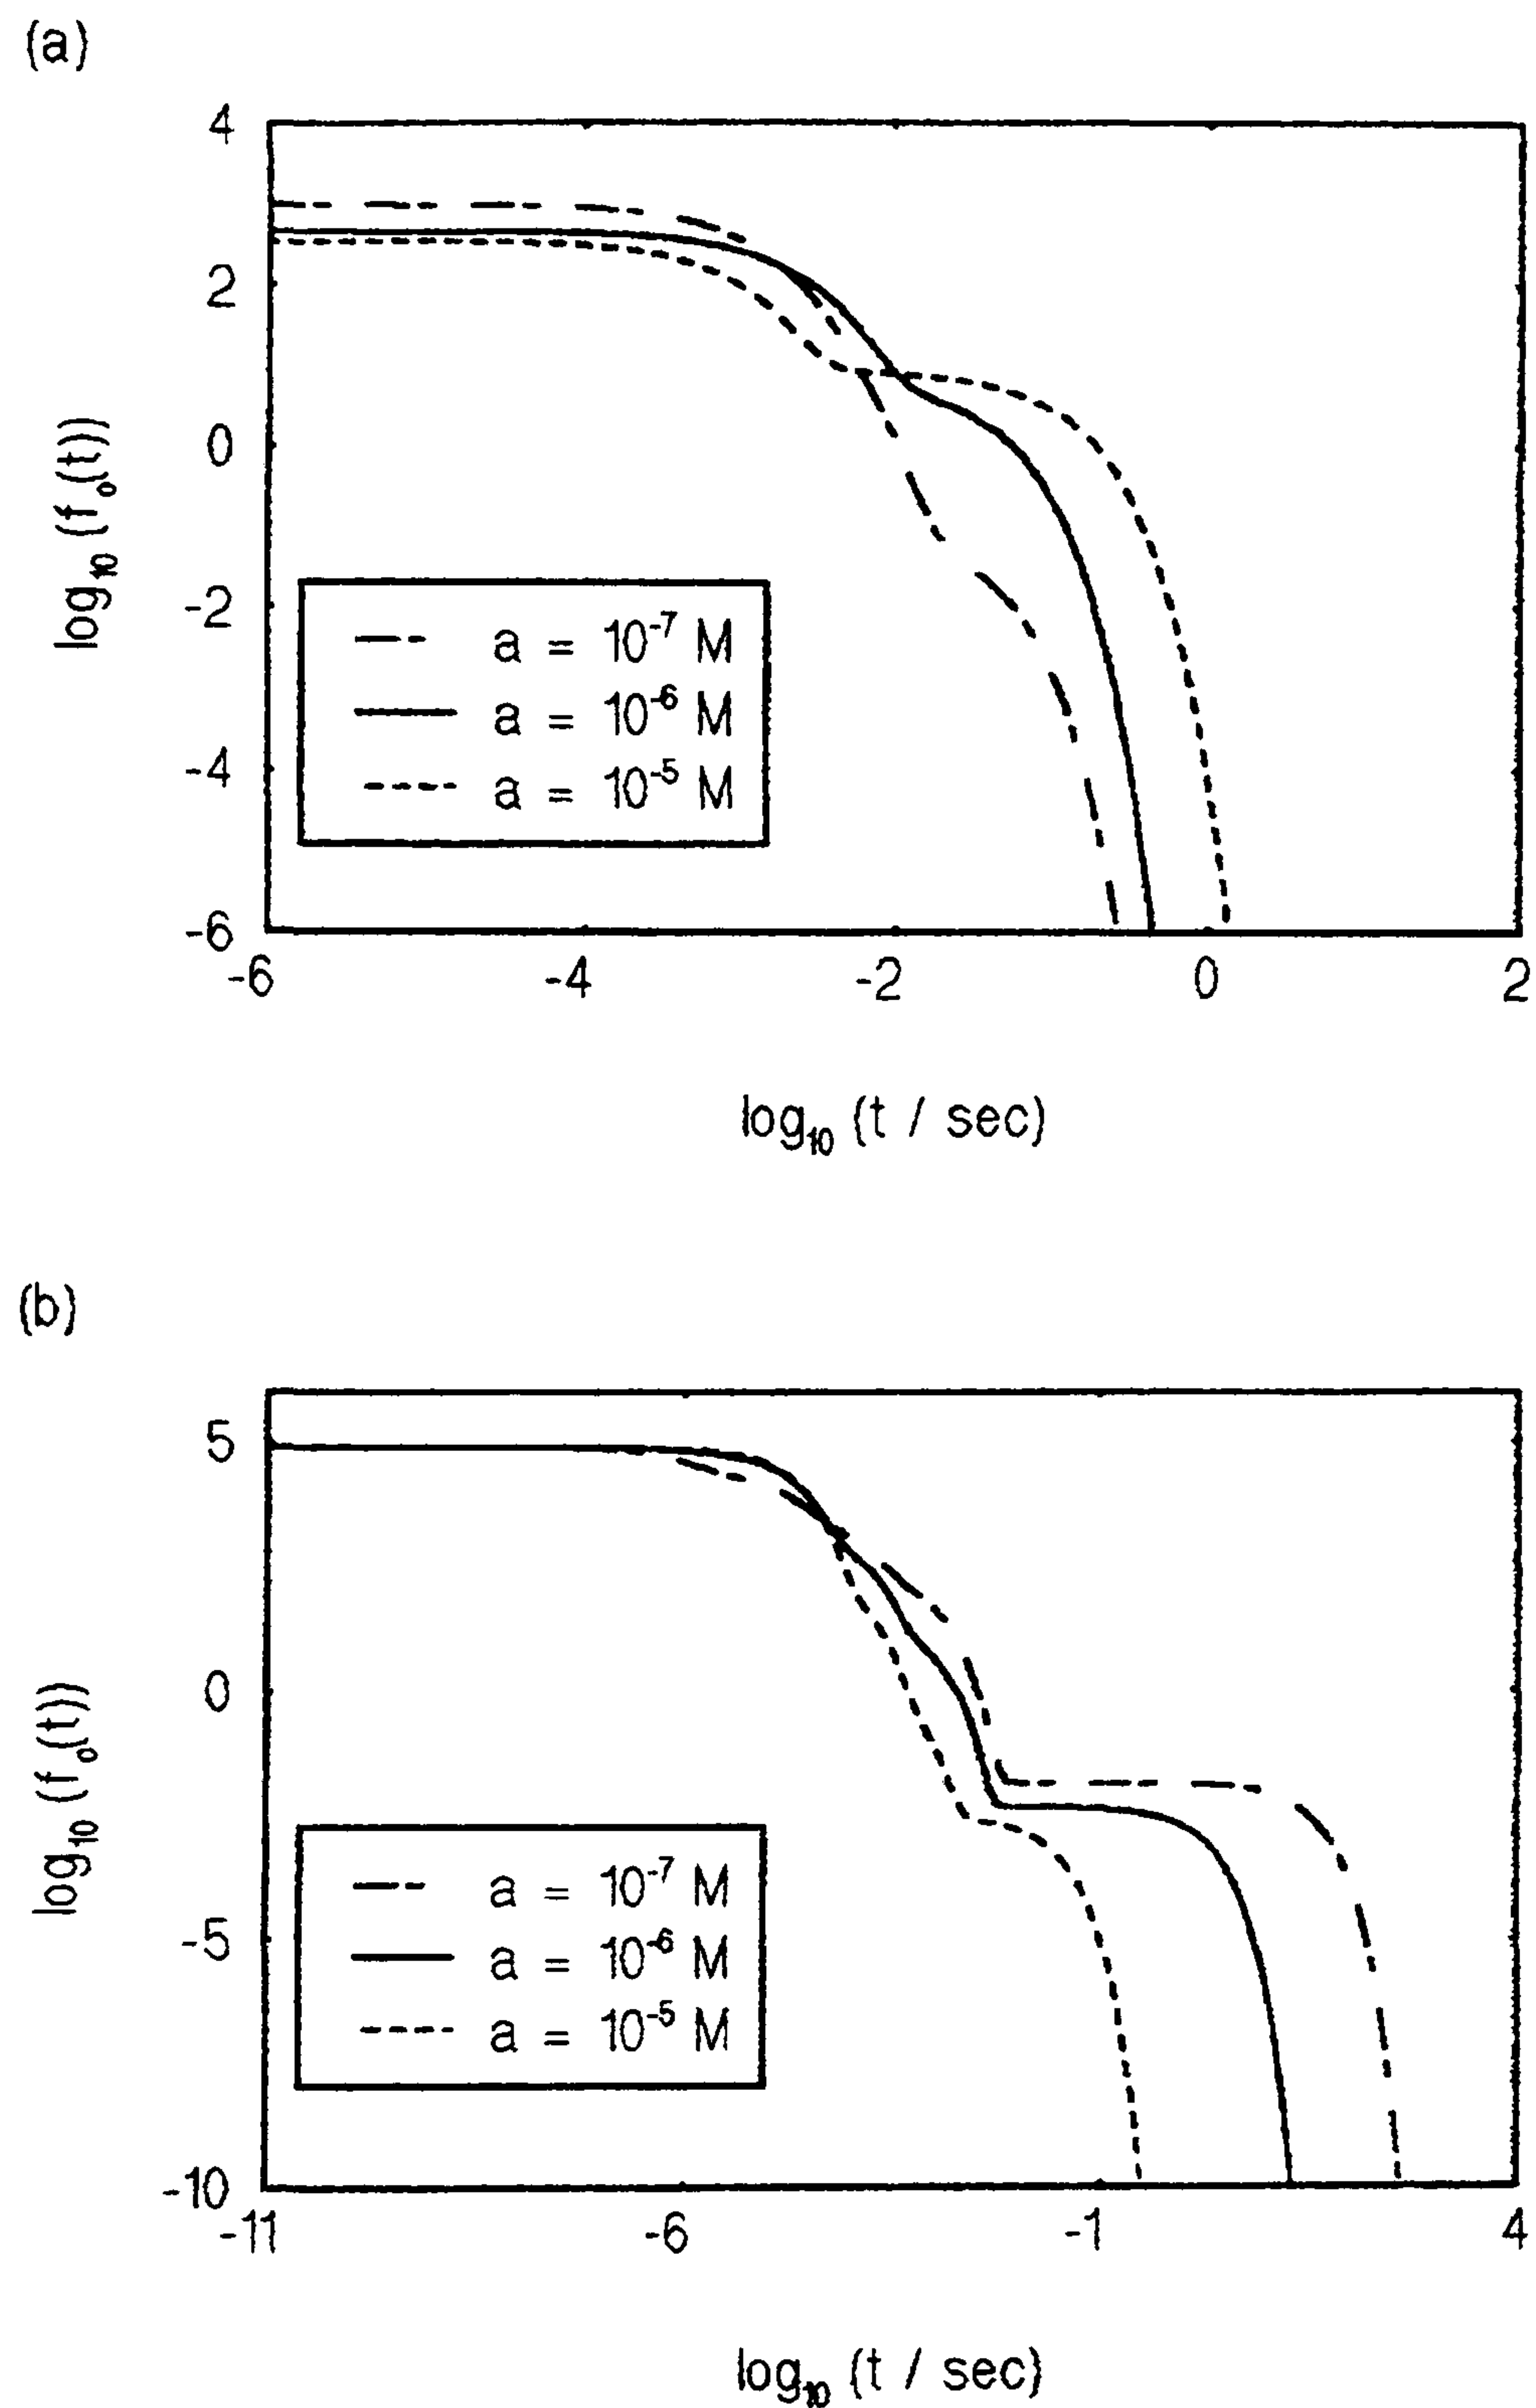 (a)
4
2
0
-2
-4
-6
log₁₀ (f₀(t))
a = 10⁻⁷ M
a = 10⁻⁶ M
a = 10⁻⁵ M
-6 -4 -2 0 2
log₁₀ (t / sec)
(b)
5
0
-5
-10
log₁₀ (f₀(t))
a = 10⁻⁷ M
a = 10⁻⁶ M
a = 10⁻⁵ M
-11 -6 -1 4
log₁₀ (t / sec)